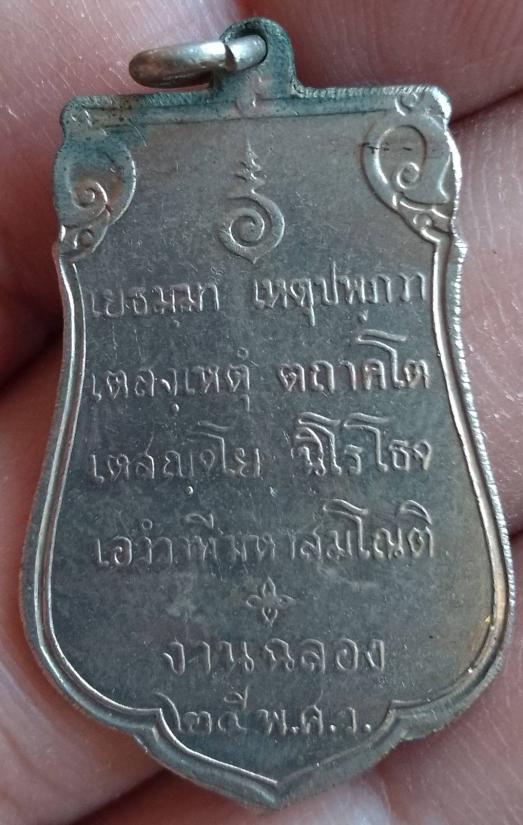 เยธมฺมา เหตุปพฺภวา
เตสงฺเหตุํ ตถาคโต
เตสญฺจโย นิโรโธจ
เอวํวาทีมหาสมโณติ
งานฉลอง
๒๕ พ.ศ.ว.